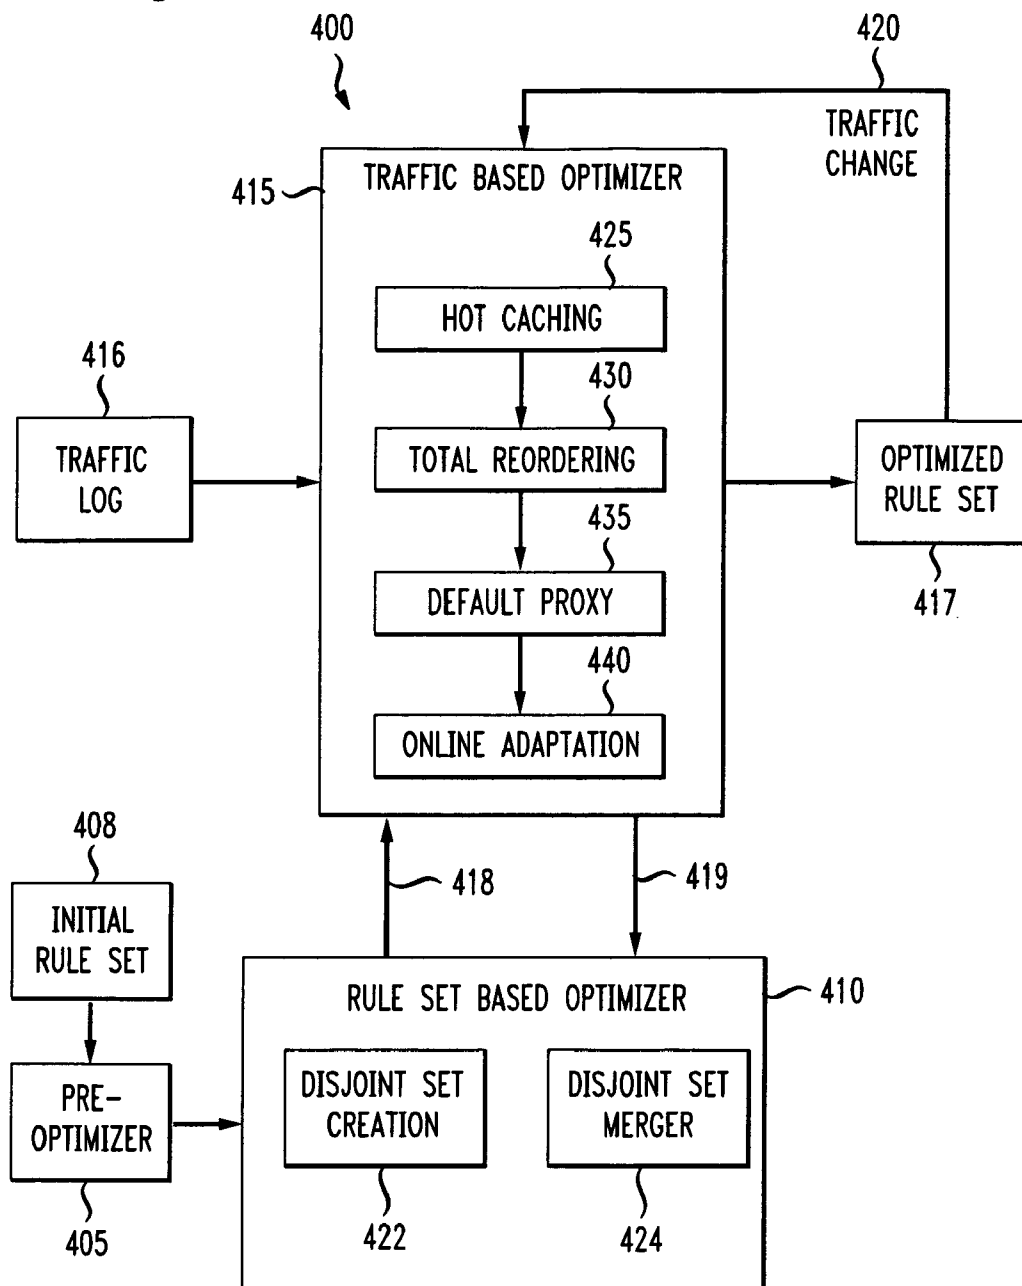 400
420
TRAFFIC
CHANGE
415
TRAFFIC BASED OPTIMIZER
425
HOT CACHING
416
TRAFFIC
LOG
430
TOTAL REORDERING
OPTIMIZED
RULE SET
417
435
DEFAULT PROXY
440
ONLINE ADAPTATION
408
INITIAL
RULE SET
418
419
PRE-
OPTIMIZER
405
RULE SET BASED OPTIMIZER
410
DISJOINT SET
CREATION
422
DISJOINT SET
MERGER
424